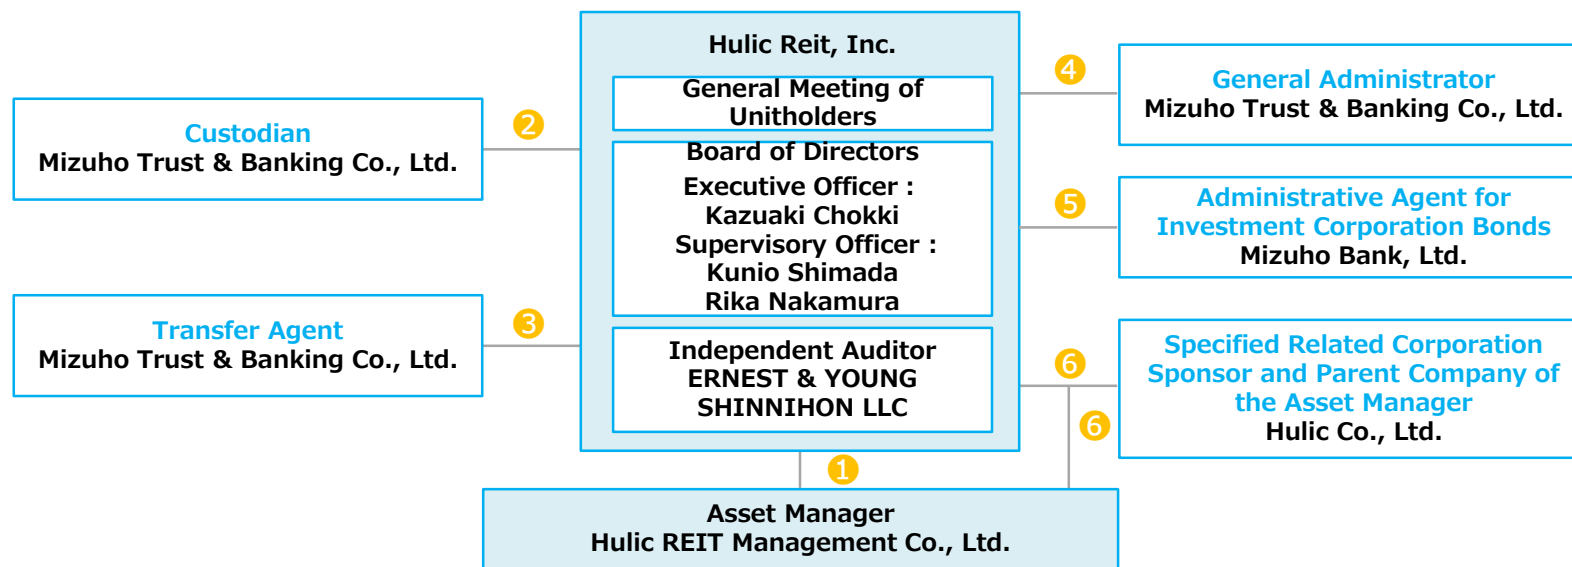 Hulic Reit, Inc.
General Meeting of
Unitholders
Board of Directors
Executive Officer :
Kazuaki Chokki
Supervisory Officer :
Kunio Shimada
Rika Nakamura
Independent Auditor
ERNEST & YOUNG
SHINNIHON LLC
2
Custodian
Mizuho Trust & Banking Co., Ltd.
3
Transfer Agent
Mizuho Trust & Banking Co., Ltd.
4
General Administrator
Mizuho Trust & Banking Co., Ltd.
5
Administrative Agent for
Investment Corporation Bonds
Mizuho Bank, Ltd.
6
Specified Related Corporation
Sponsor and Parent Company of
the Asset Manager
Hulic Co., Ltd.
6
1
Asset Manager
Hulic REIT Management Co., Ltd.